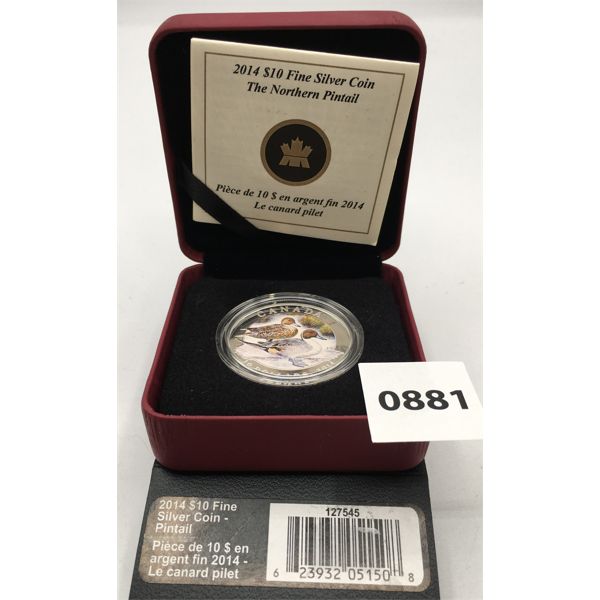 2014 $10 Fine Silver Coin
The Northern Pintail
Pièce de 10 $ en argent fin 2014
Le canard pilet
CANADA
0881
2014 $10 Fine
Silver Coin -
Pintail
Pièce de 10 $ en
argent fin 2014 -
Le canard pilet
127545
6 23932 05150 8